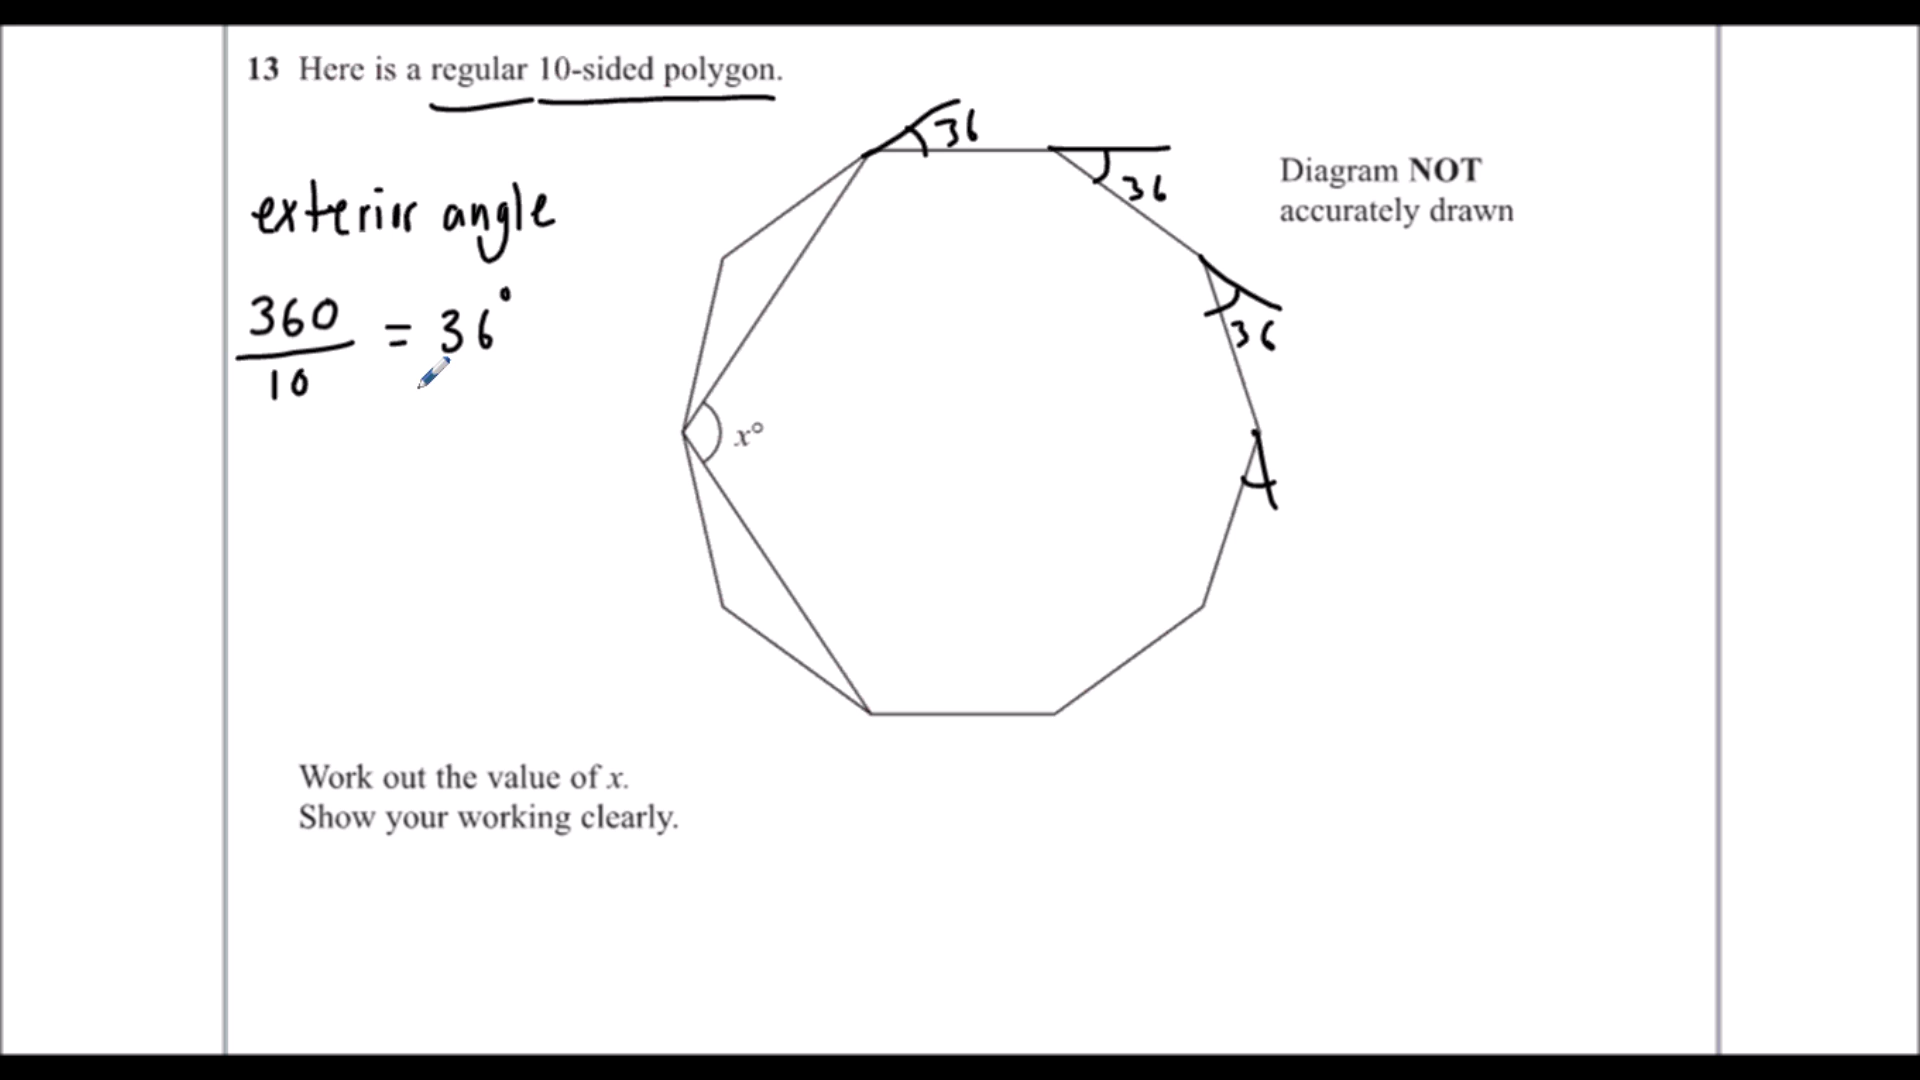 13 Here is a regular 10-sided polygon.
36
36
Diagram NOT
accurately drawn
exterior angle
360
10
= 36°
36
x°
Work out the value of x.
Show your working clearly.